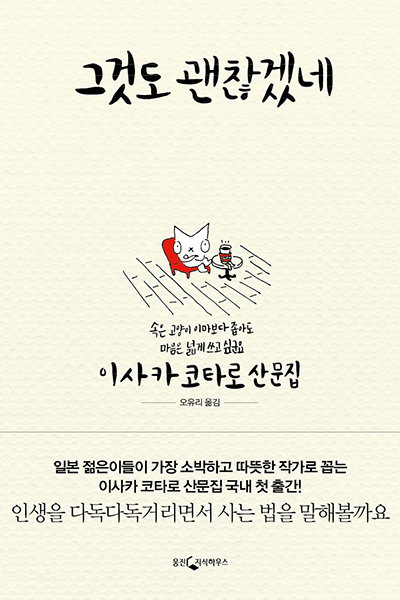 그것도 괜찮겠네
속은 고양이 이마보다 좁아도
마음은 넓게 쓰고 싶군요
이사카 코타로 산문집
오유리 옮김
일본 젊은이들이 가장 소박하고 따뜻한 작가로 꼽는
이사카 코타로 산문집 국내 첫 출간!
인생을 다독다독거리면서 사는 법을 말해볼까요
웅진 지식하우스